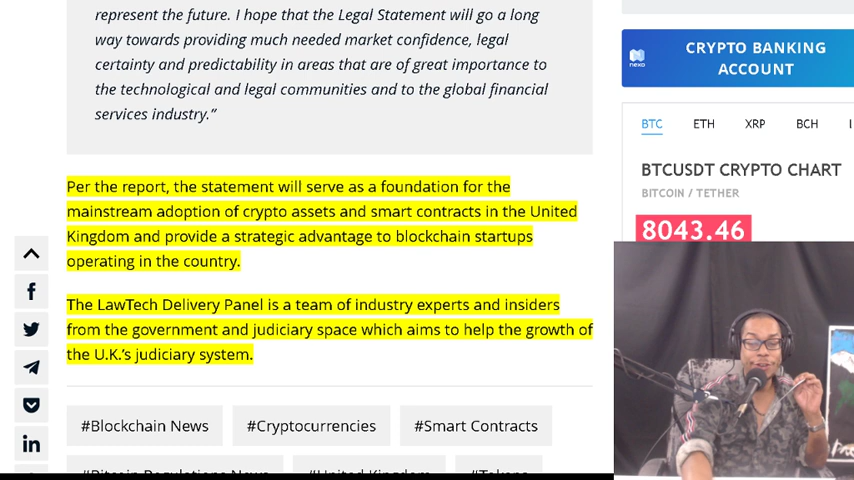 represent the future. I hope that the Legal Statement will go a long
way towards providing much needed market confidence, legal
certainty and predictability in areas that are of great importance to
the technological and legal communities and to the global financial
services industry.”
Per the report, the statement will serve as a foundation for the
mainstream adoption of crypto assets and smart contracts in the United
Kingdom and provide a strategic advantage to blockchain startups
operating in the country.
The LawTech Delivery Panel is a team of industry experts and insiders
from the government and judiciary space which aims to help the growth of
the U.K.’s judiciary system.
#Blockchain News
#Cryptocurrencies
#Smart Contracts
#Bitcoin Regulations News
#United Kingdom
#Tokens
nexo
CRYPTO BANKING
ACCOUNT
BTC
ETH
XRP
BCH
BTCUSDT CRYPTO CHART
BITCOIN / TETHER
8043.46